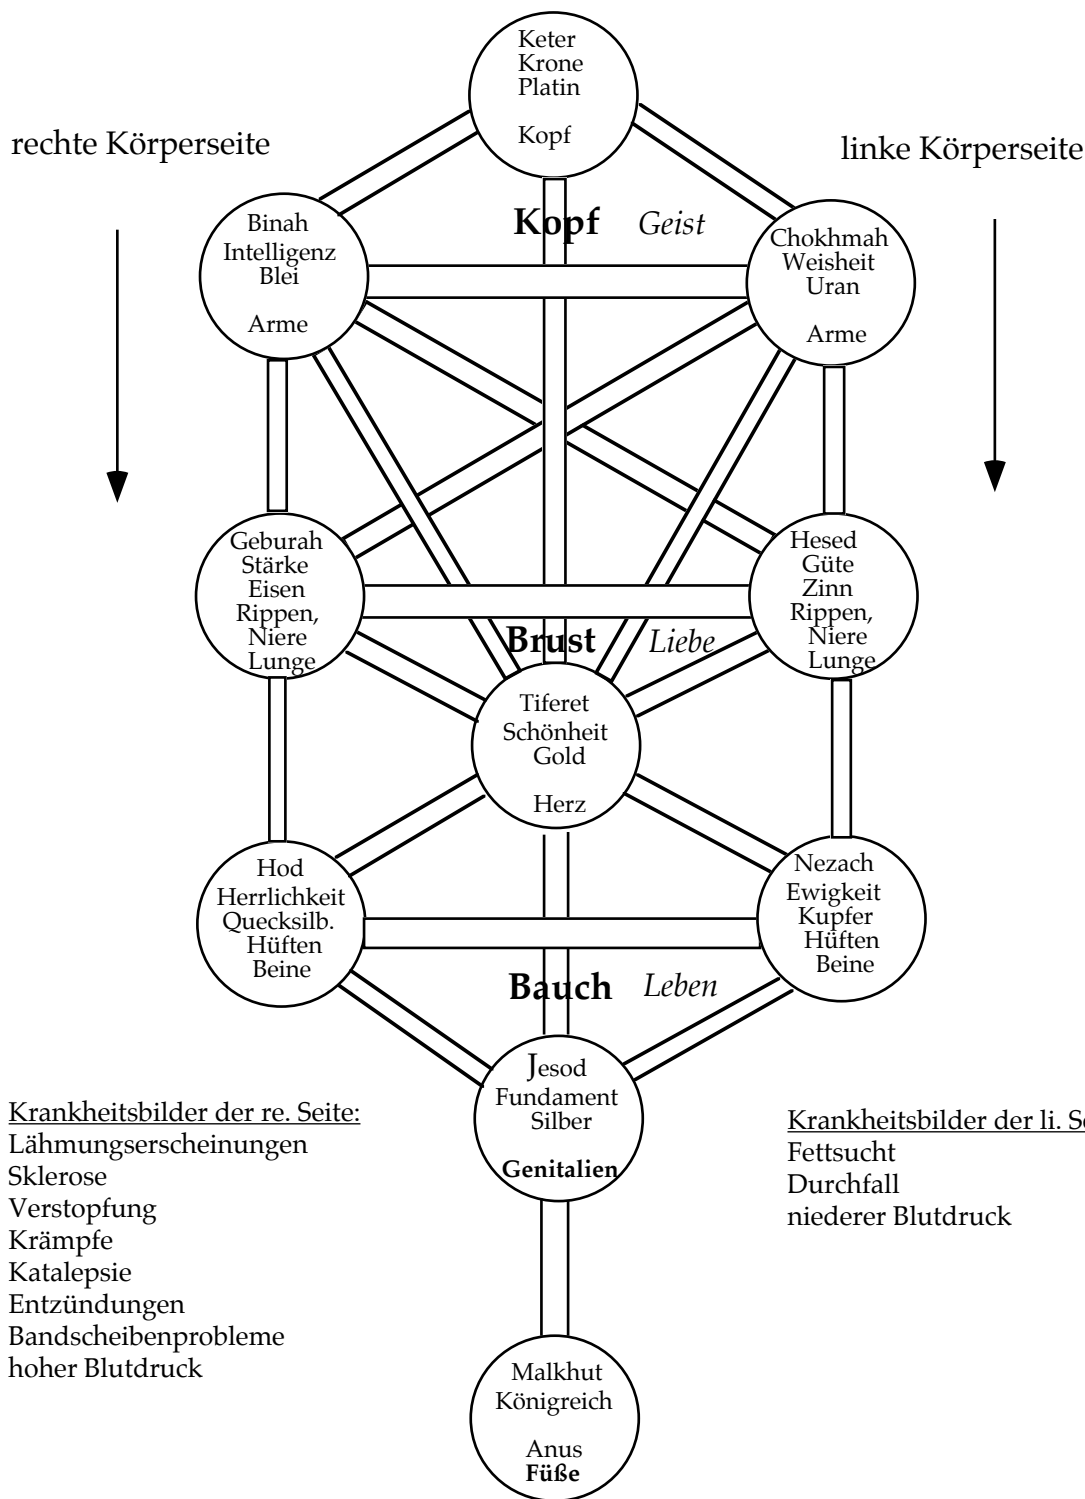 Keter
Krone
Platin
Kopf
rechte Körperseite
linke Körperseite
Kopf Geist
Binah
Intelligenz
Blei
Arme
Chokhmah
Weisheit
Uran
Arme
Geburah
Stärke
Eisen
Rippen,
Niere
Lunge
Hesed
Güte
Zinn
Rippen,
Niere
Lunge
Brust Liebe
Tiferet
Schönheit
Gold
Herz
Hod
Herrlichkeit
Quecksilb.
Hüften
Beine
Nezach
Ewigkeit
Kupfer
Hüften
Beine
Bauch Leben
Jesod
Fundament
Silber
Genitalien
Krankheitsbilder der re. Seite:
Lähmungserscheinungen
Sklerose
Verstopfung
Krämpfe
Katalepsie
Entzündungen
Bandscheibenprobleme
hoher Blutdruck
Krankheitsbilder der li.
Fettsucht
Durchfall
niederer Blutdruck
Malkhut
Königreich
Anus
Füße